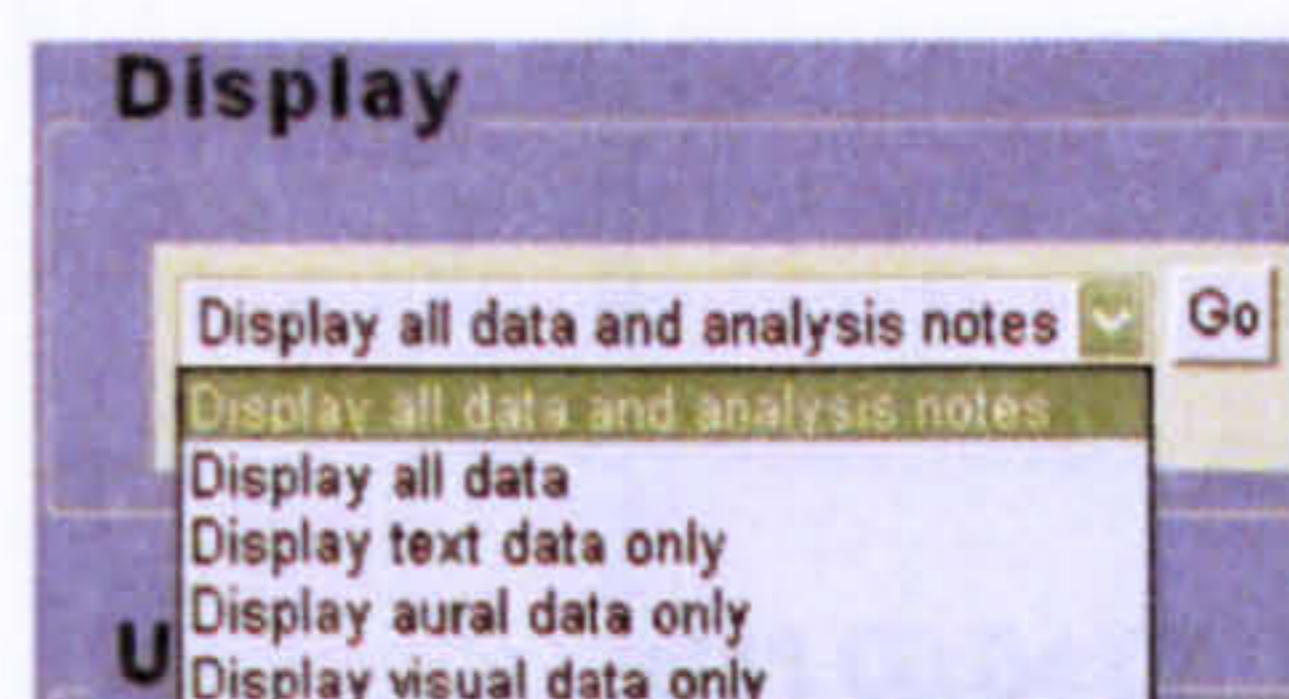 Display
Display all data and analysis notes Go
Display all data and analysis notes
Display all data
Display text data only
Display aural data only
U
Display visual data only